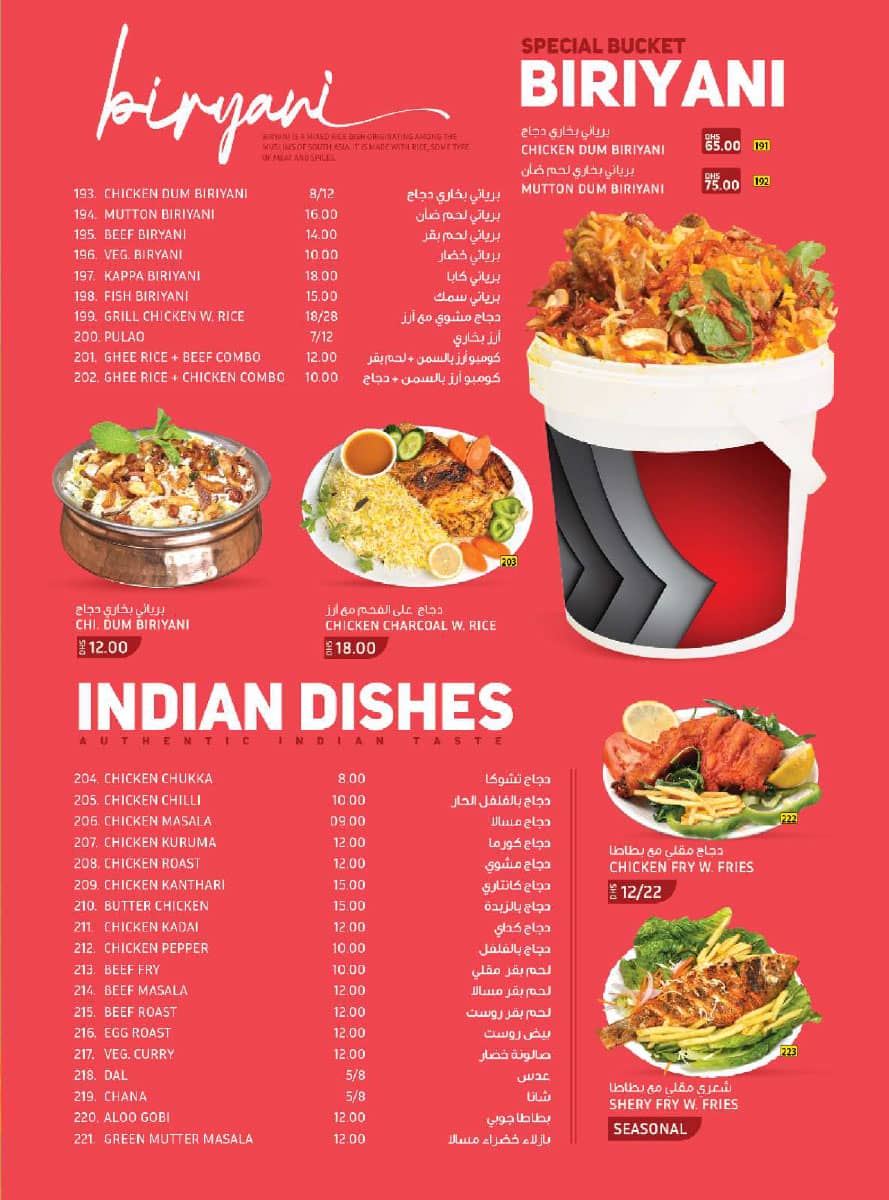 biryani
BIRYANI IS A MIXED RICE DISH ORIGINATING AMONG THE
MUSLIMS OF SOUTH ASIA. IT IS MADE WITH RICE, SOME TYPE
OF MEAT AND SPICES.
193. CHICKEN DUM BIRIYANI 8/12 برياني بخاري دجاج
194. MUTTON BIRIYANI 16.00 برياني لحم ضأن
195. BEEF BIRYANI 14.00 برياني لحم بقر
196. VEG. BIRYANI 10.00 برياني خضار
197. KAPPA BIRIYANI 18.00 برياني كابا
198. FISH BIRIYANI 15.00 برياني سمك
199. GRILL CHICKEN W. RICE 18/28 دجاج مشوي مع أرز
200. PULAO 7/12 أرز بخاري
201. GHEE RICE + BEEF COMBO 12.00 كومبو أرز بالسمن + لحم بقر
202. GHEE RICE + CHICKEN COMBO 10.00 كومبو أرز بالسمن + دجاج
SPECIAL BUCKET
BIRIYANI
برياني بخاري دجاج
CHICKEN DUM BIRIYANI DHS 65.00 191
برياني بخاري لحم ضأن
MUTTON DUM BIRIYANI DHS 75.00 192
برياني بخاري دجاج
CHI. DUM BIRIYANI
DHS 12.00
203
دجاج على الفحم مع أرز
CHICKEN CHARCOAL W. RICE
DHS 18.00
INDIAN DISHES
AUTHENTIC INDIAN TASTE
204. CHICKEN CHUKKA 8.00 دجاج تشوكا
205. CHICKEN CHILLI 10.00 دجاج بالفلفل الحار
206. CHICKEN MASALA 09.00 دجاج مسالا
207. CHICKEN KURUMA 12.00 دجاج كورما
208. CHICKEN ROAST 12.00 دجاج مشوي
209. CHICKEN KANTHARI 15.00 دجاج كانتاري
210. BUTTER CHICKEN 15.00 دجاج بالزبدة
211. CHICKEN KADAI 12.00 دجاج كداي
212. CHICKEN PEPPER 10.00 دجاج بالفلفل
213. BEEF FRY 10.00 لحم بقر مقلي
214. BEEF MASALA 12.00 لحم بقر مسالا
215. BEEF ROAST 12.00 لحم بقر روست
216. EGG ROAST 12.00 بيض روست
217. VEG. CURRY 12.00 صالونة خضار
218. DAL 5/8 عدس
219. CHANA 5/8 شانا
220. ALOO GOBI 12.00 بطاطا جوبي
221. GREEN MUTTER MASALA 12.00 بازلاء خضراء مسالا
222
دجاج مقلي مع بطاطا
CHICKEN FRY W. FRIES
DHS 12/22
223
شعري مقلي مع بطاطا
SHERY FRY W. FRIES
SEASONAL